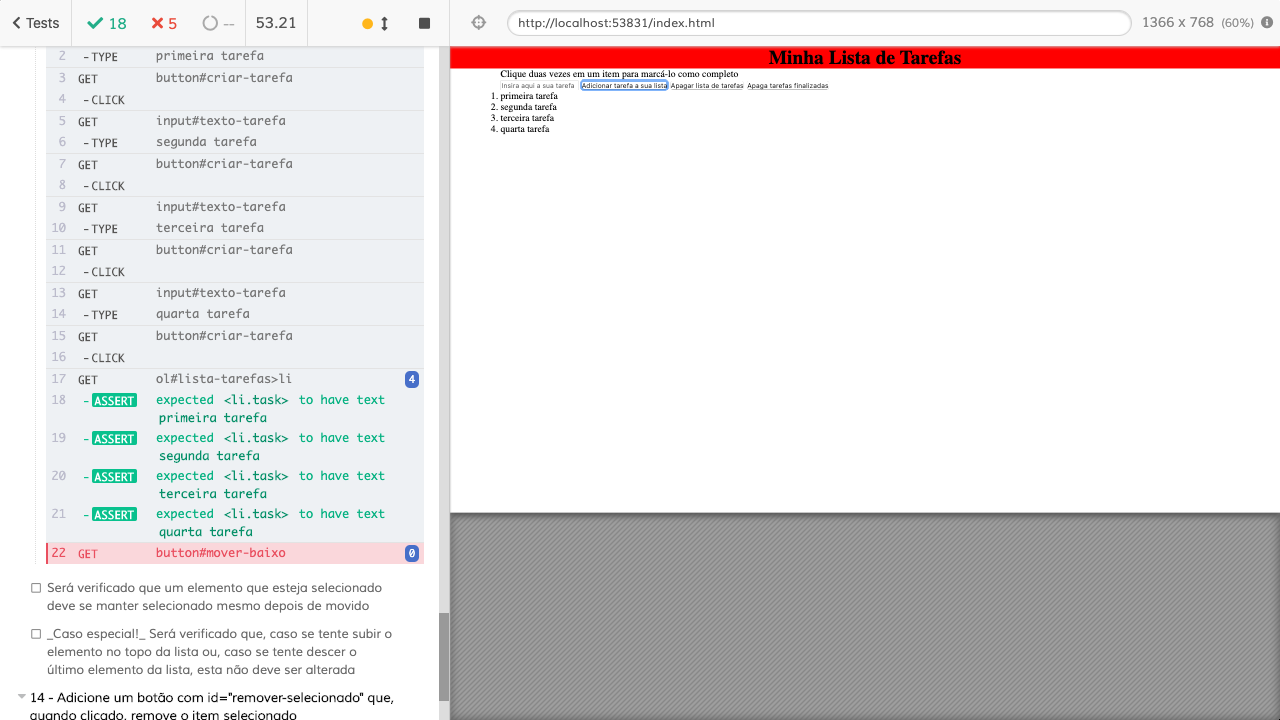 Tests 18 5 -- 53.21
http://localhost:53831/index.html 1366 x 768 (60%)
2 - TYPE primeira tarefa
3 GET button#criar-tarefa
4 - CLICK
5 GET input#texto-tarefa
6 - TYPE segunda tarefa
7 GET button#criar-tarefa
8 - CLICK
9 GET input#texto-tarefa
10 - TYPE terceira tarefa
11 GET button#criar-tarefa
12 - CLICK
13 GET input#texto-tarefa
14 - TYPE quarta tarefa
15 GET button#criar-tarefa
16 - CLICK
17 GET ol#lista-tarefas>li 4
18 - ASSERT expected <li.task> to have text
primeira tarefa
19 - ASSERT expected <li.task> to have text
segunda tarefa
20 - ASSERT expected <li.task> to have text
terceira tarefa
21 - ASSERT expected <li.task> to have text
quarta tarefa
22 GET button#mover-baixo 0
Será verificado que um elemento que esteja selecionado
deve se manter selecionado mesmo depois de movido
_Caso especial!_ Será verificado que, caso se tente subir o
elemento no topo da lista ou, caso se tente descer o
último elemento da lista, esta não deve ser alterada
14 - Adicione um botão com id="remover-selecionado" que,
quando clicado, remove o item selecionado
Minha Lista de Tarefas
Clique duas vezes em um item para marcá-lo como completo
Insira aqui a sua tarefa Adicionar tarefa a sua lista Apagar lista de tarefas Apaga tarefas finalizadas
1. primeira tarefa
2. segunda tarefa
3. terceira tarefa
4. quarta tarefa